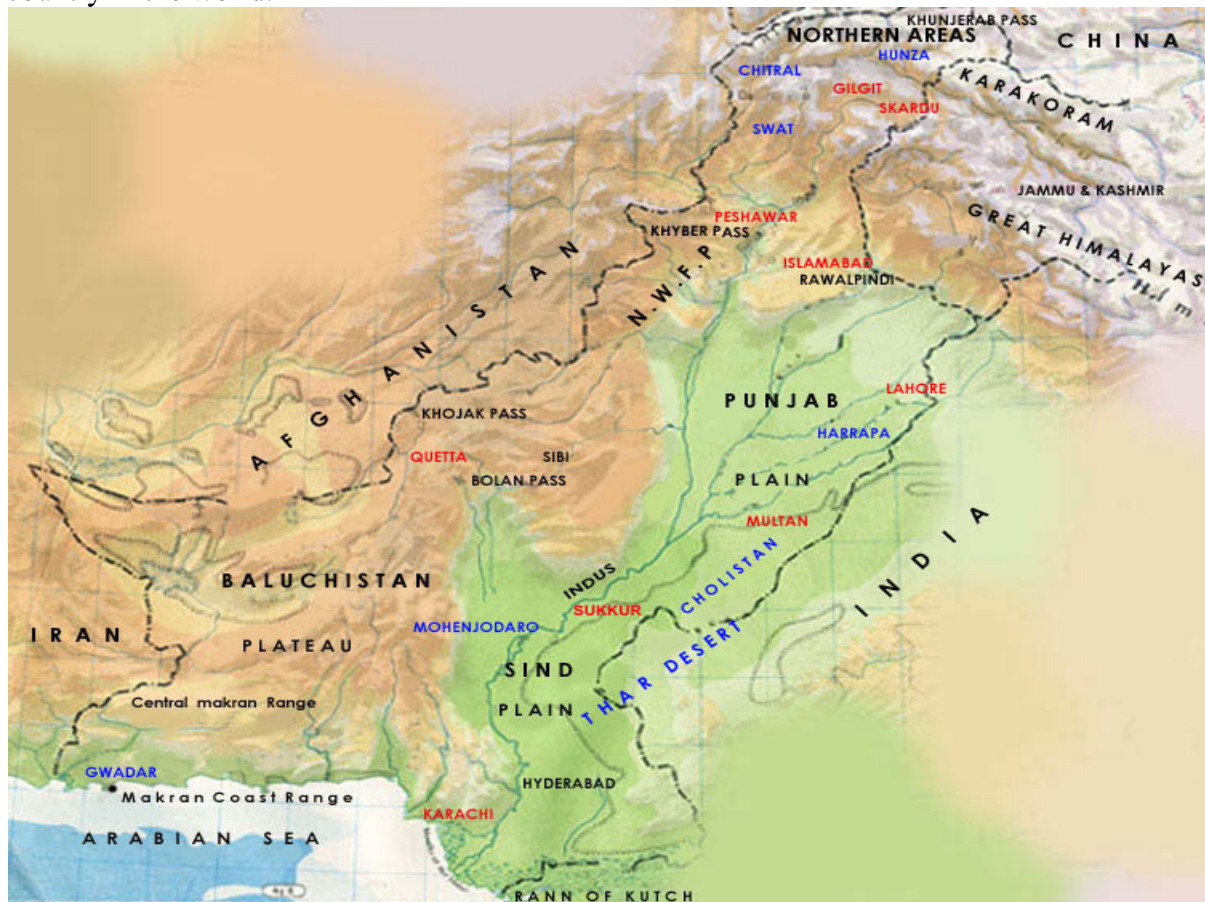 KHUNJERAB PASS
NORTHERN AREAS
CHINA
HUNZA
CHITRAL
GILGIT
SKARDU
KARAKORAM
SWAT
JAMMU & KASHMIR
PESHAWAR
GREAT HIMALAYAS
KHYBER PASS
ISLAMABAD
RAWALPINDI
N.W.F.P
AFGHANISTAN
LAHORE
PUNJAB
KHOJAK PASS
HARRAPA
QUETTA
SIBI
BOLAN PASS
PLAIN
MULTAN
INDIA
CHOLISTAN
INDUS
BALUCHISTAN
SUKKUR
MOHENJODARO
IRAN
PLATEAU
THAR DESERT
SIND
Central makran Range
PLAIN
GWADAR
HYDERABAD
Makran Coast Range
KARACHI
ARABIAN SEA
RANN OF KUTCH